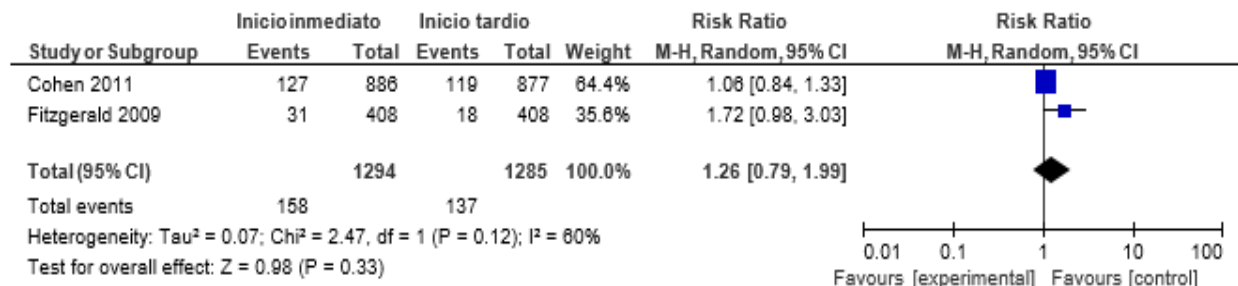 Inicio inmediato Inicio tardio Risk Ratio Risk Ratio
Study or Subgroup Events Total Events Total Weight M-H, Random, 95% CI M-H, Random, 95% CI
Cohen 2011 127 886 119 877 64.4% 1.06 [0.84, 1.33]
Fitzgerald 2009 31 408 18 408 35.6% 1.72 [0.98, 3.03]
Total (95% CI) 1294 1285 100.0% 1.26 [0.79, 1.99]
Total events 158 137
Heterogeneity: Tau² = 0.07; Chi² = 2.47, df = 1 (P = 0.12); I² = 60%
Test for overall effect: Z = 0.98 (P = 0.33)
0.01 0.1 1 10 100
Favours [experimental] Favours [control]